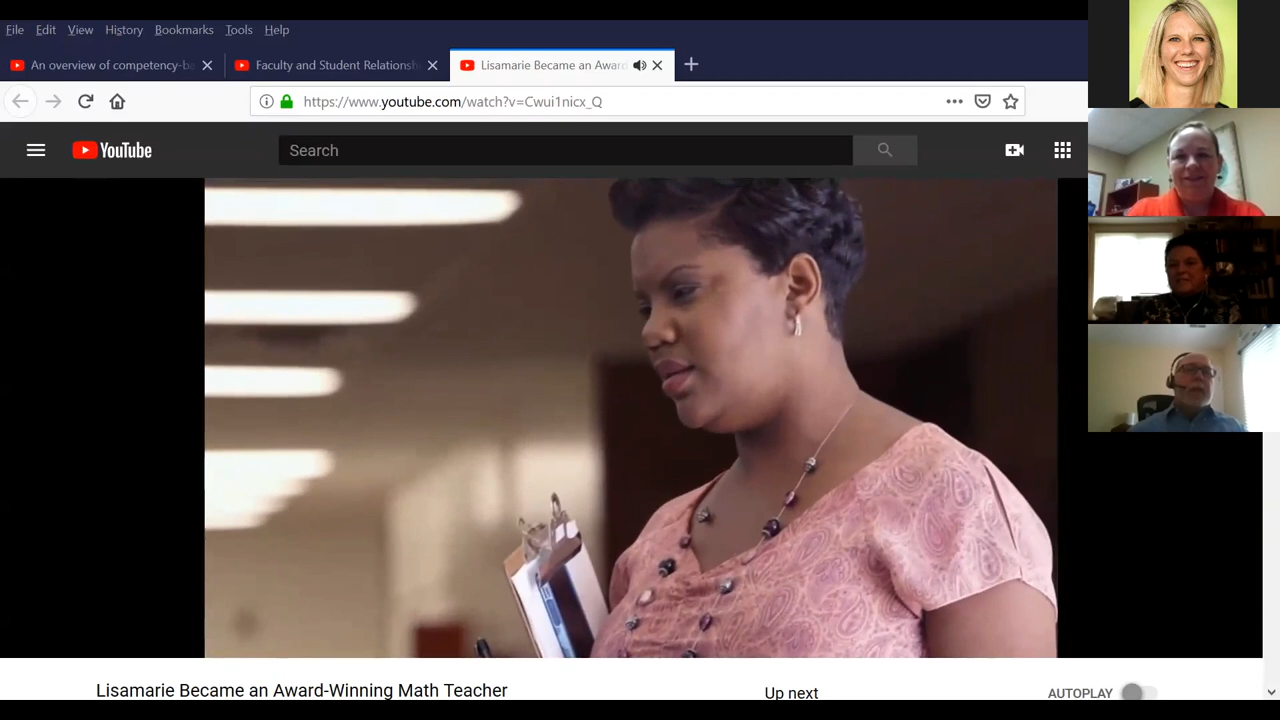 File Edit View History Bookmarks Tools Help
An overview of competency-ba
Faculty and Student Relationsh
Lisamarie Became an Award
https://www.youtube.com/watch?v=Cwui1nicx_Q
YouTube
Search
Lisamarie Became an Award-Winning Math Teacher
Up next
AUTOPLAY